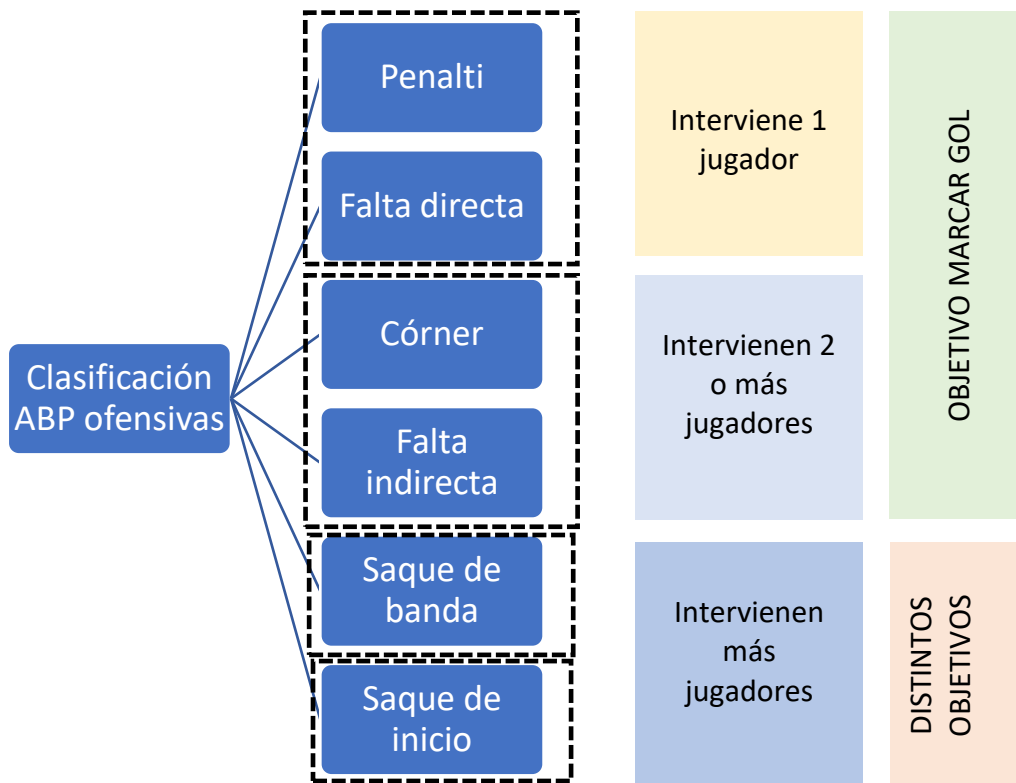 Clasificación
ABP ofensivas
Penalti
Falta directa
Córner
Falta
indirecta
Saque de
banda
Saque de
inicio
Interviene 1
jugador
Intervienen 2
o más
jugadores
Intervienen
más
jugadores
OBJETIVO MARCAR GOL
DISTINTOS
OBJETIVOS